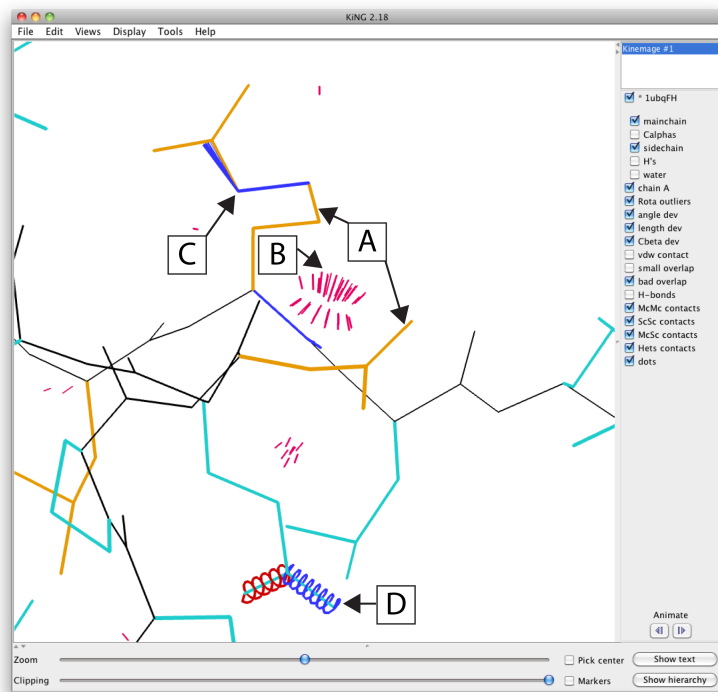 KiNG 2.18
File Edit Views Display Tools Help
Kinemage #1
* 1ubqFH
mainchain
Calphas
sidechain
H's
water
chain A
Rota outliers
angle dev
length dev
Cbeta dev
vdw contact
small overlap
bad overlap
H-bonds
McMc contacts
ScSc contacts
McSc contacts
Hets contacts
dots
A
B
C
D
Animate
Zoom
Pick center
Show text
Clipping
Markers
Show hierarchy